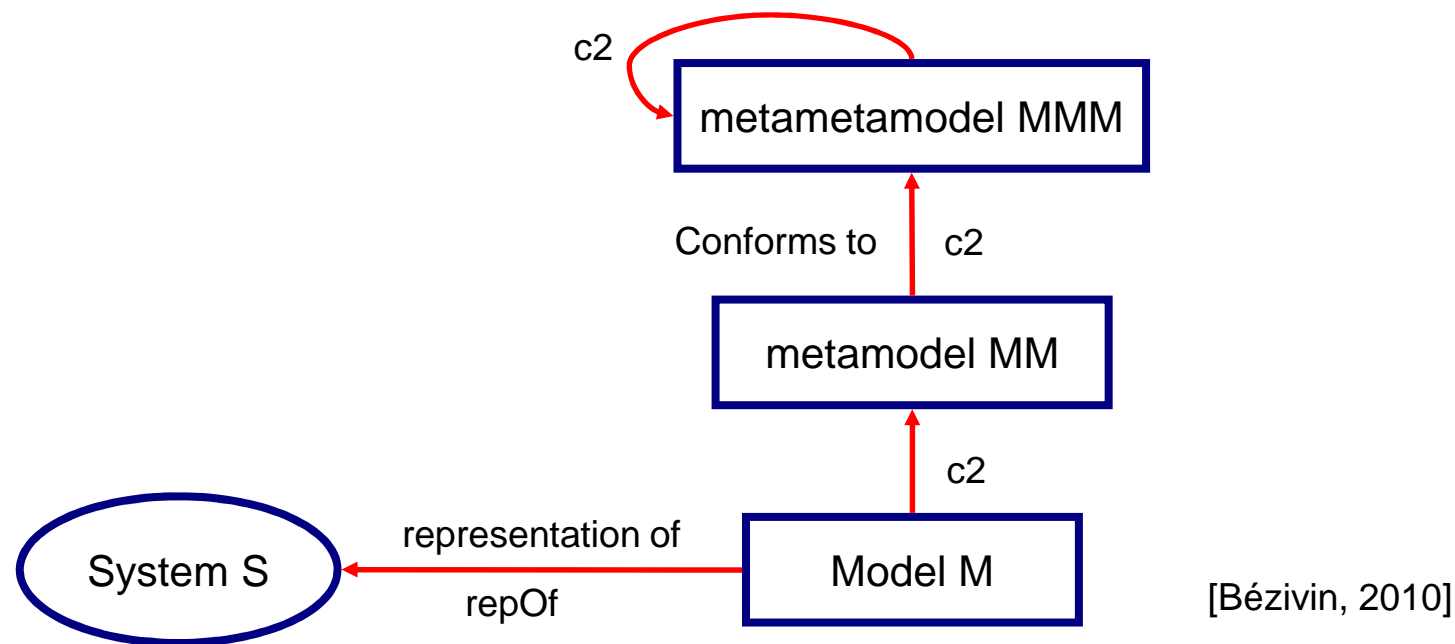 c2
metametamodel MMM
Conforms to
c2
metamodel MM
c2
representation of
System S
Model M
repOf
[Bézivin, 2010]